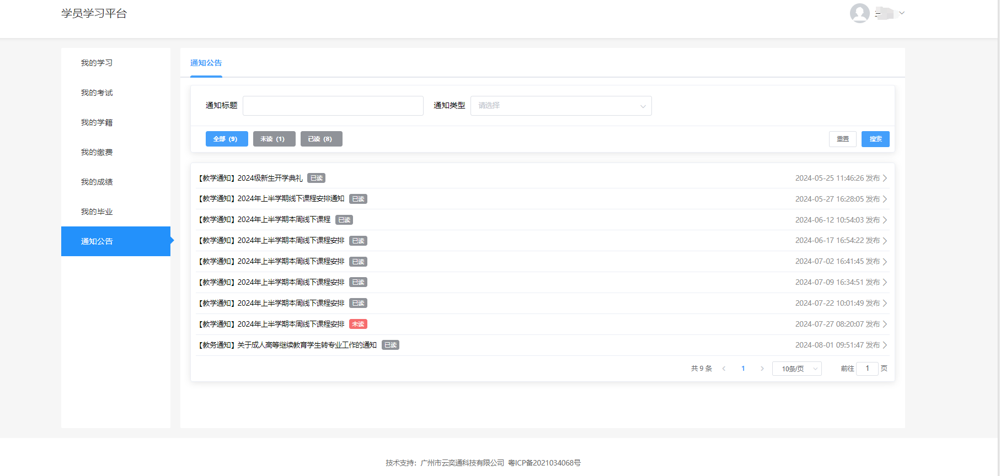 学员学习平台
我的学习
我的考试
我的学籍
我的缴费
我的成绩
我的毕业
通知公告
通知公告
通知标题
通知类型 请选择
全部（9） 未读（1） 已读（8） 重置 搜索
【教学通知】2024级新生开学典礼 已读 2024-05-25 11:46:26 发布
【教学通知】2024年上半学期线下课程安排通知 已读 2024-05-27 16:28:05 发布
【教学通知】2024年上半学期本周线下课程 已读 2024-06-12 10:54:03 发布
【教学通知】2024年上半学期本周线下课程安排 已读 2024-06-17 16:54:22 发布
【教学通知】2024年上半学期本周线下课程安排 已读 2024-07-02 16:41:45 发布
【教学通知】2024年上半学期本周线下课程安排 已读 2024-07-09 16:34:51 发布
【教学通知】2024年上半学期本周线下课程安排 已读 2024-07-22 10:01:49 发布
【教学通知】2024年上半学期本周线下课程安排 未读 2024-07-27 08:20:07 发布
【教务通知】关于成人高等继续教育学生转专业工作的通知 已读 2024-08-01 09:51:47 发布
共 9 条 1 10条/页 前往 1 页
技术支持：广州市云奕通科技有限公司 粤ICP备2021034068号